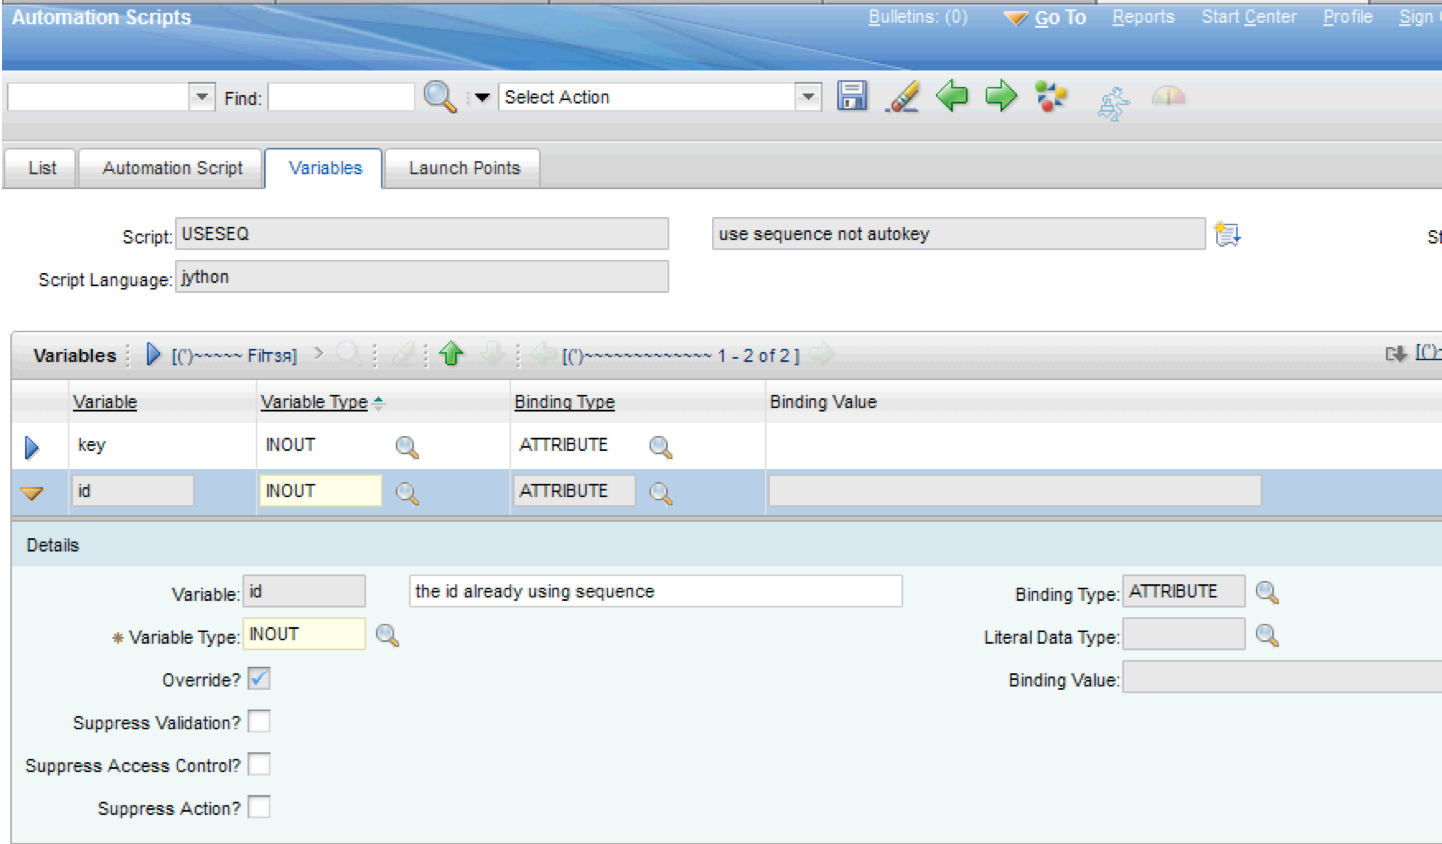 Automation Scripts Bulletins: (0) Go To Reports Start Center Profile Sign
Find: Select Action
List Automation Script Variables Launch Points
Script: USESEQ use sequence not autokey St
Script Language: jython
Variables [(')~~~~~ Filтзя] [(')~~~~~~~~~~~~~~ 1 - 2 of 2 ] [(')~
Variable Variable Type Binding Type Binding Value
key INOUT ATTRIBUTE
id INOUT ATTRIBUTE
Details
Variable: id the id already using sequence Binding Type: ATTRIBUTE
* Variable Type: INOUT Literal Data Type:
Override? Binding Value:
Suppress Validation?
Suppress Access Control?
Suppress Action?